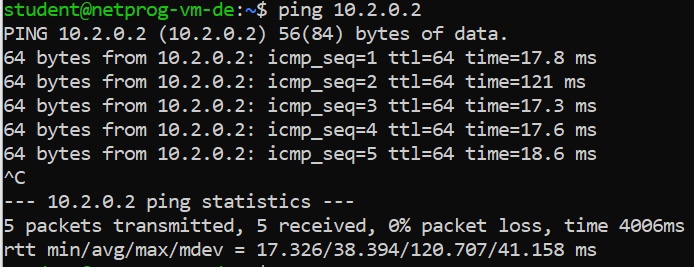 student@netprog-vm-de:~$ ping 10.2.0.2
PING 10.2.0.2 (10.2.0.2) 56(84) bytes of data.
64 bytes from 10.2.0.2: icmp_seq=1 ttl=64 time=17.8 ms
64 bytes from 10.2.0.2: icmp_seq=2 ttl=64 time=121 ms
64 bytes from 10.2.0.2: icmp_seq=3 ttl=64 time=17.3 ms
64 bytes from 10.2.0.2: icmp_seq=4 ttl=64 time=17.6 ms
64 bytes from 10.2.0.2: icmp_seq=5 ttl=64 time=18.6 ms
^C
--- 10.2.0.2 ping statistics ---
5 packets transmitted, 5 received, 0% packet loss, time 4006ms
rtt min/avg/max/mdev = 17.326/38.394/120.707/41.158 ms